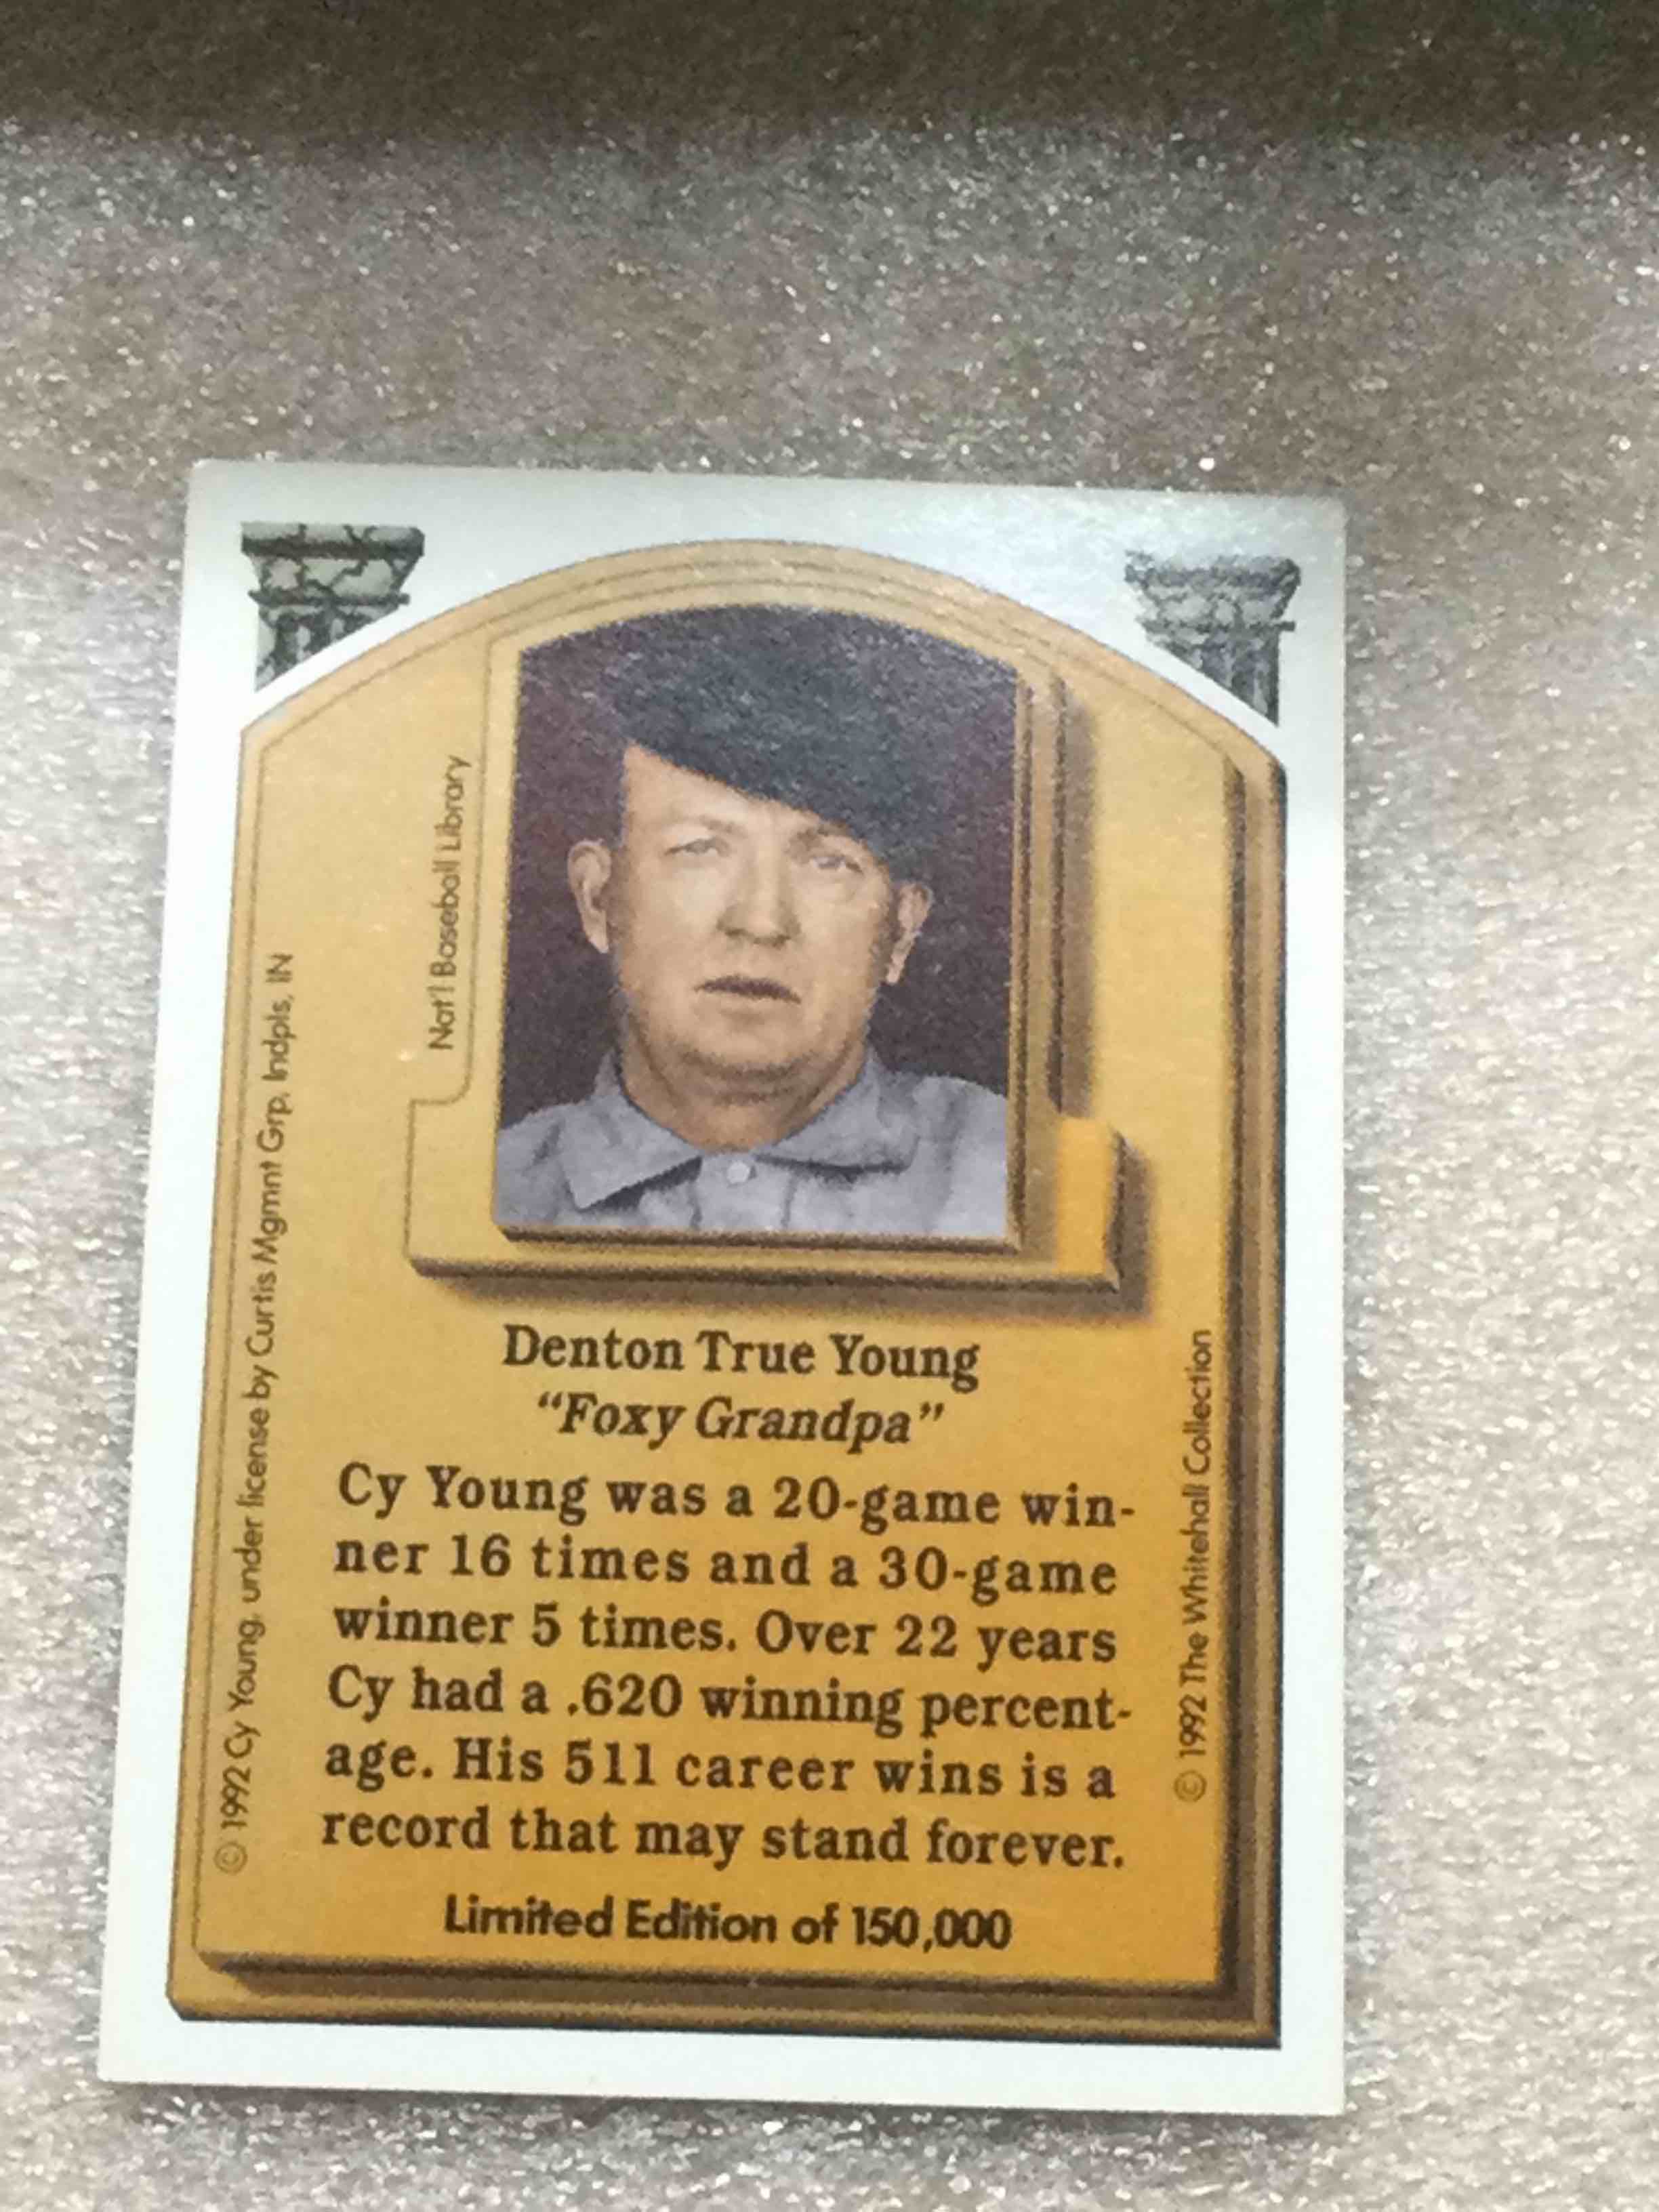 Nat'l Baseball Library
© 1992 Cy Young, under license by Curtis Mgmnt Grp, Indpls, IN
Denton True Young
“Foxy Grandpa”
Cy Young was a 20-game win-
ner 16 times and a 30-game
winner 5 times. Over 22 years
Cy had a .620 winning percent-
age. His 511 career wins is a
record that may stand forever.
Limited Edition of 150,000
© 1992 The Whitehall Collection